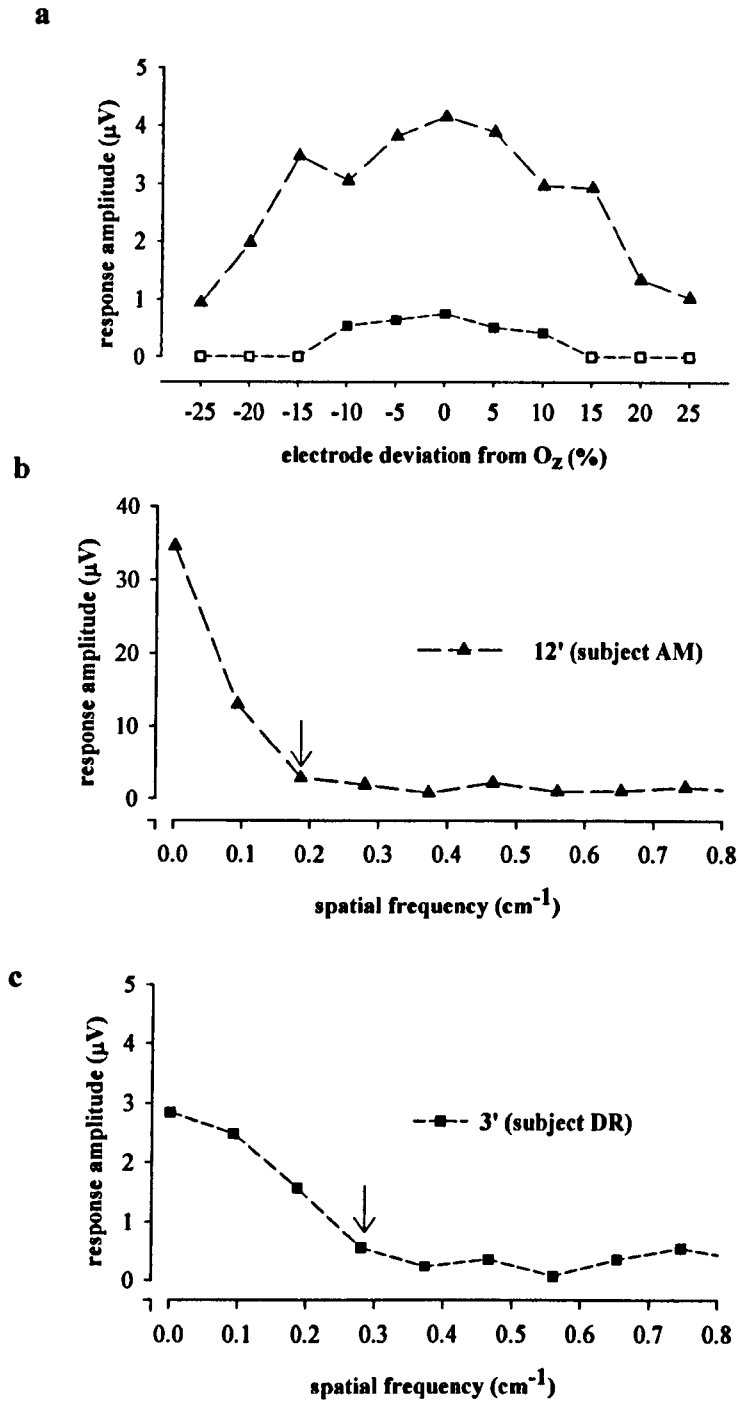 a
response amplitude (µV)
5
4
3
2
1
0
-25 -20 -15 -10 -5 0 5 10 15 20 25
electrode deviation from Oz (%)
b
response amplitude (µV)
40
30
20
10
0
12' (subject AM)
0.0 0.1 0.2 0.3 0.4 0.5 0.6 0.7 0.8
spatial frequency (cm-1)
c
response amplitude (µV)
5
4
3
2
1
0
3' (subject DR)
0.0 0.1 0.2 0.3 0.4 0.5 0.6 0.7 0.8
spatial frequency (cm-1)